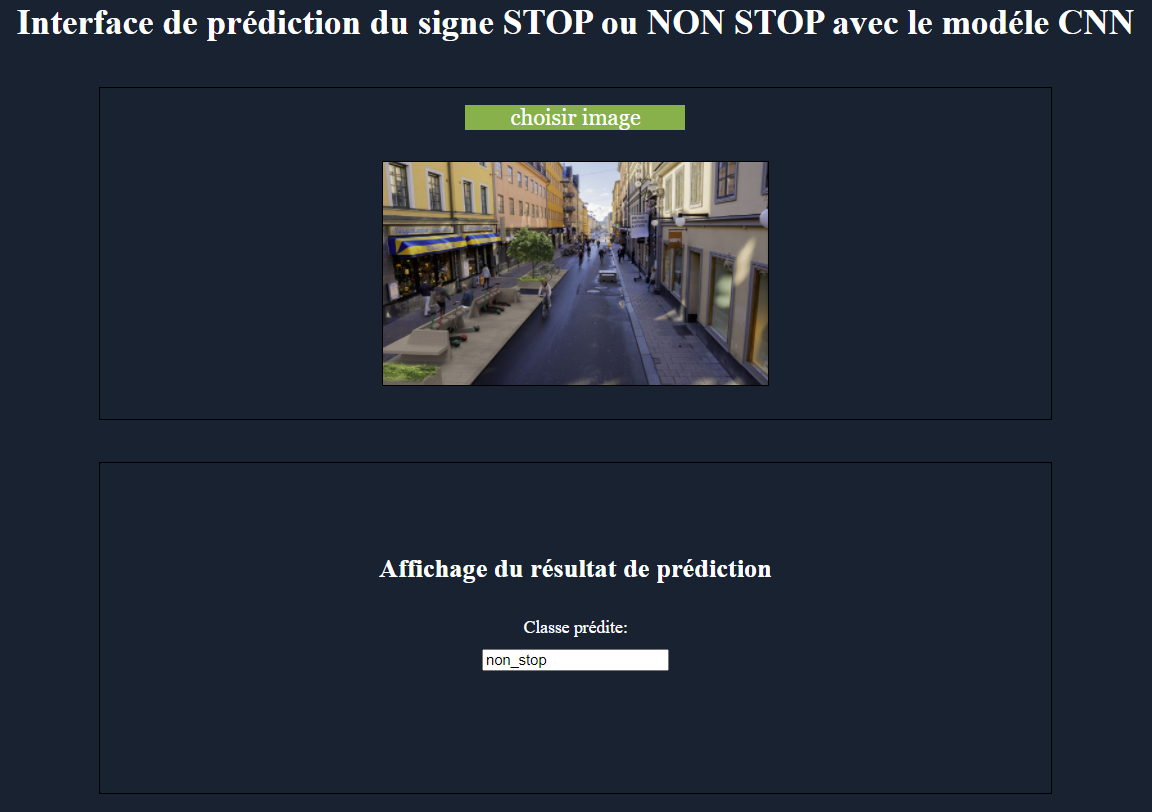 Interface de prédiction du signe STOP ou NON STOP avec le modéle CNN
choisir image
Affichage du résultat de prédiction
Classe prédite:
non_stop